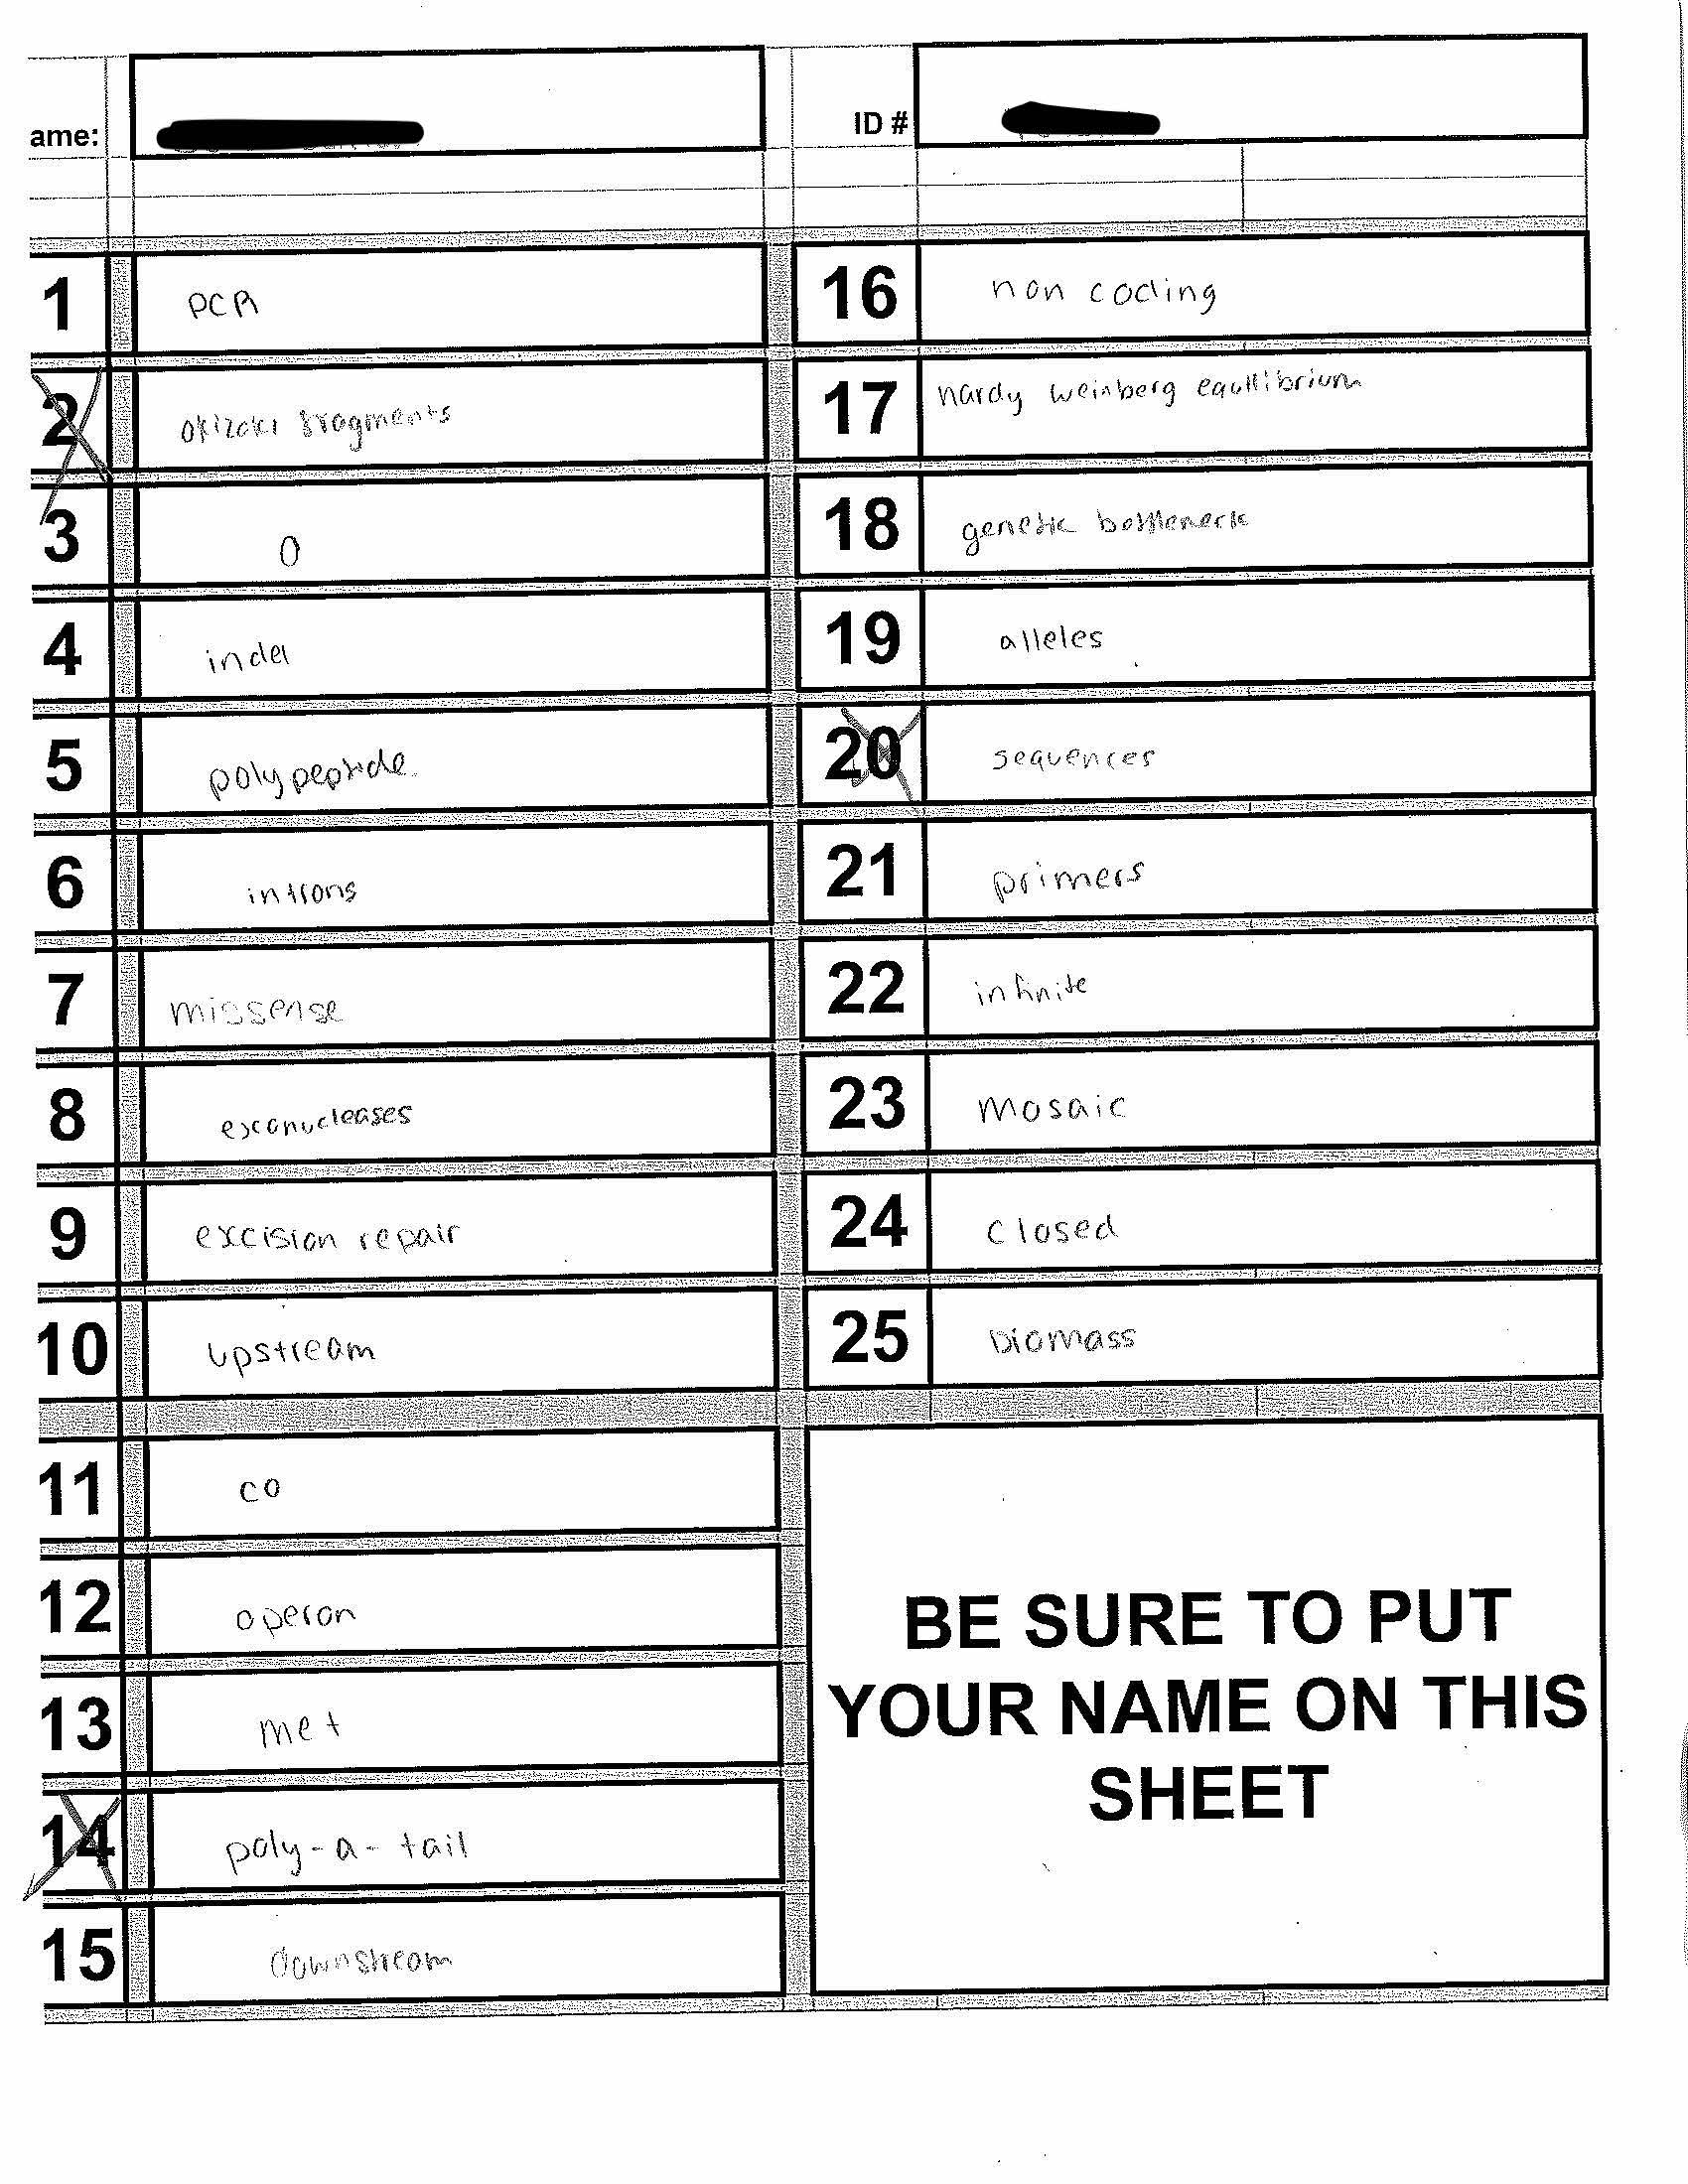 ame:
ID #
1 PCR
2 Okizaki fragments
3 0
4 indel
5 polypeptide
6 introns
7 missense
8 exconucleases
9 excision repair
10 upstream
11 co
12 operon
13 met
14 poly-a-tail
15 downstream
16 non coding
17 hardy weinberg equilibrium
18 genetic bottleneck
19 alleles
20 sequences
21 primers
22 infinite
23 mosaic
24 closed
25 biomass
BE SURE TO PUT
YOUR NAME ON THIS
SHEET